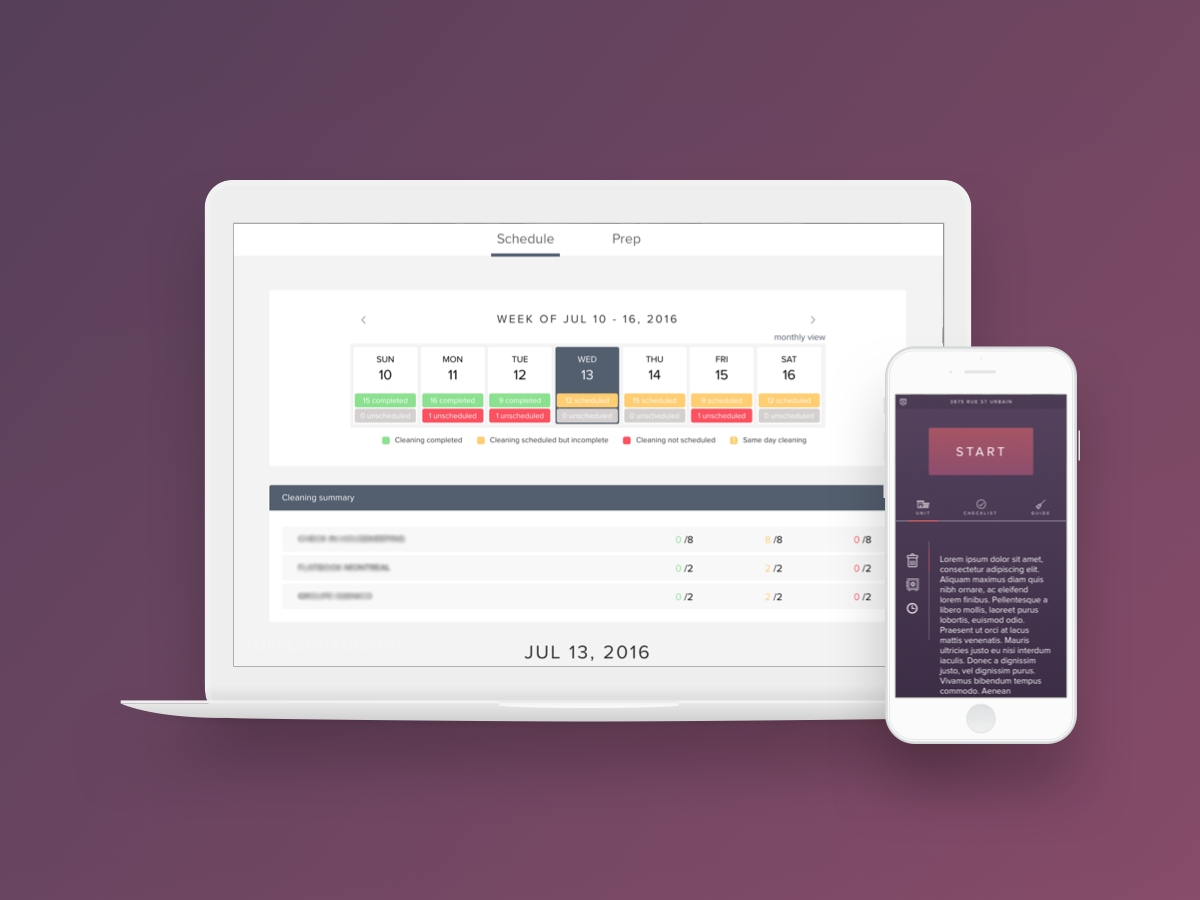 Schedule Prep
WEEK OF JUL 10 - 16, 2016
monthly view
SUN MON TUE WED THU FRI SAT
10 11 12 13 14 15 16
15 completed 16 completed 9 completed 12 scheduled 15 scheduled 9 scheduled 12 scheduled
0 unscheduled 1 unscheduled 1 unscheduled 0 unscheduled 0 unscheduled 1 unscheduled 0 unscheduled
Cleaning completed Cleaning scheduled but incomplete Cleaning not scheduled Same day cleaning
Cleaning summary
CHECK IN HOUSEKEEPING 0 /8 8 /8 0 /8
FLATBOOK MONTREAL 0 /2 2 /2 0 /2
0 /2 2 /2 0 /2
JUL 13, 2016
2875 RUE ST URBAIN
START
UNIT CHECKLIST GUIDE
Lorem ipsum dolor sit amet,
consectetur adipiscing elit.
Aliquam maximus diam quis
nibh ornare, ac eleifend
lorem finibus. Pellentesque a
libero mollis, laoreet purus
lobortis, euismod odio.
Praesent ut orci at lacus
mattis venenatis. Mauris
ultricies justo eu nisi interdum
iaculis. Donec a dignissim
justo, vel dignissim purus.
Vivamus bibendum tempus
commodo. Aenean